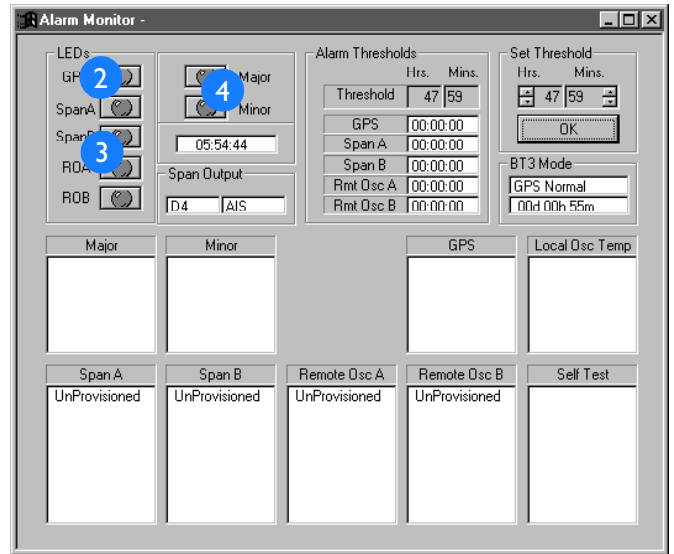 Alarm Monitor -
LEDs
2
SpanA
3
ROA
ROB
4
Major
Minor
05:54:44
Span Output
D4 AIS
Alarm Thresholds
Hrs. Mins.
Threshold 47 59
GPS 00:00:00
Span A 00:00:00
Span B 00:00:00
Rmt Osc A 00:00:00
Rmt Osc B 00:00:00
Set Threshold
Hrs. Mins.
47 59
OK
BT3 Mode
GPS Normal
00d 00h 55m
Major
Minor
GPS
Local Osc Temp
Span A
UnProvisioned
Span B
UnProvisioned
Remote Osc A
UnProvisioned
Remote Osc B
UnProvisioned
Self Test